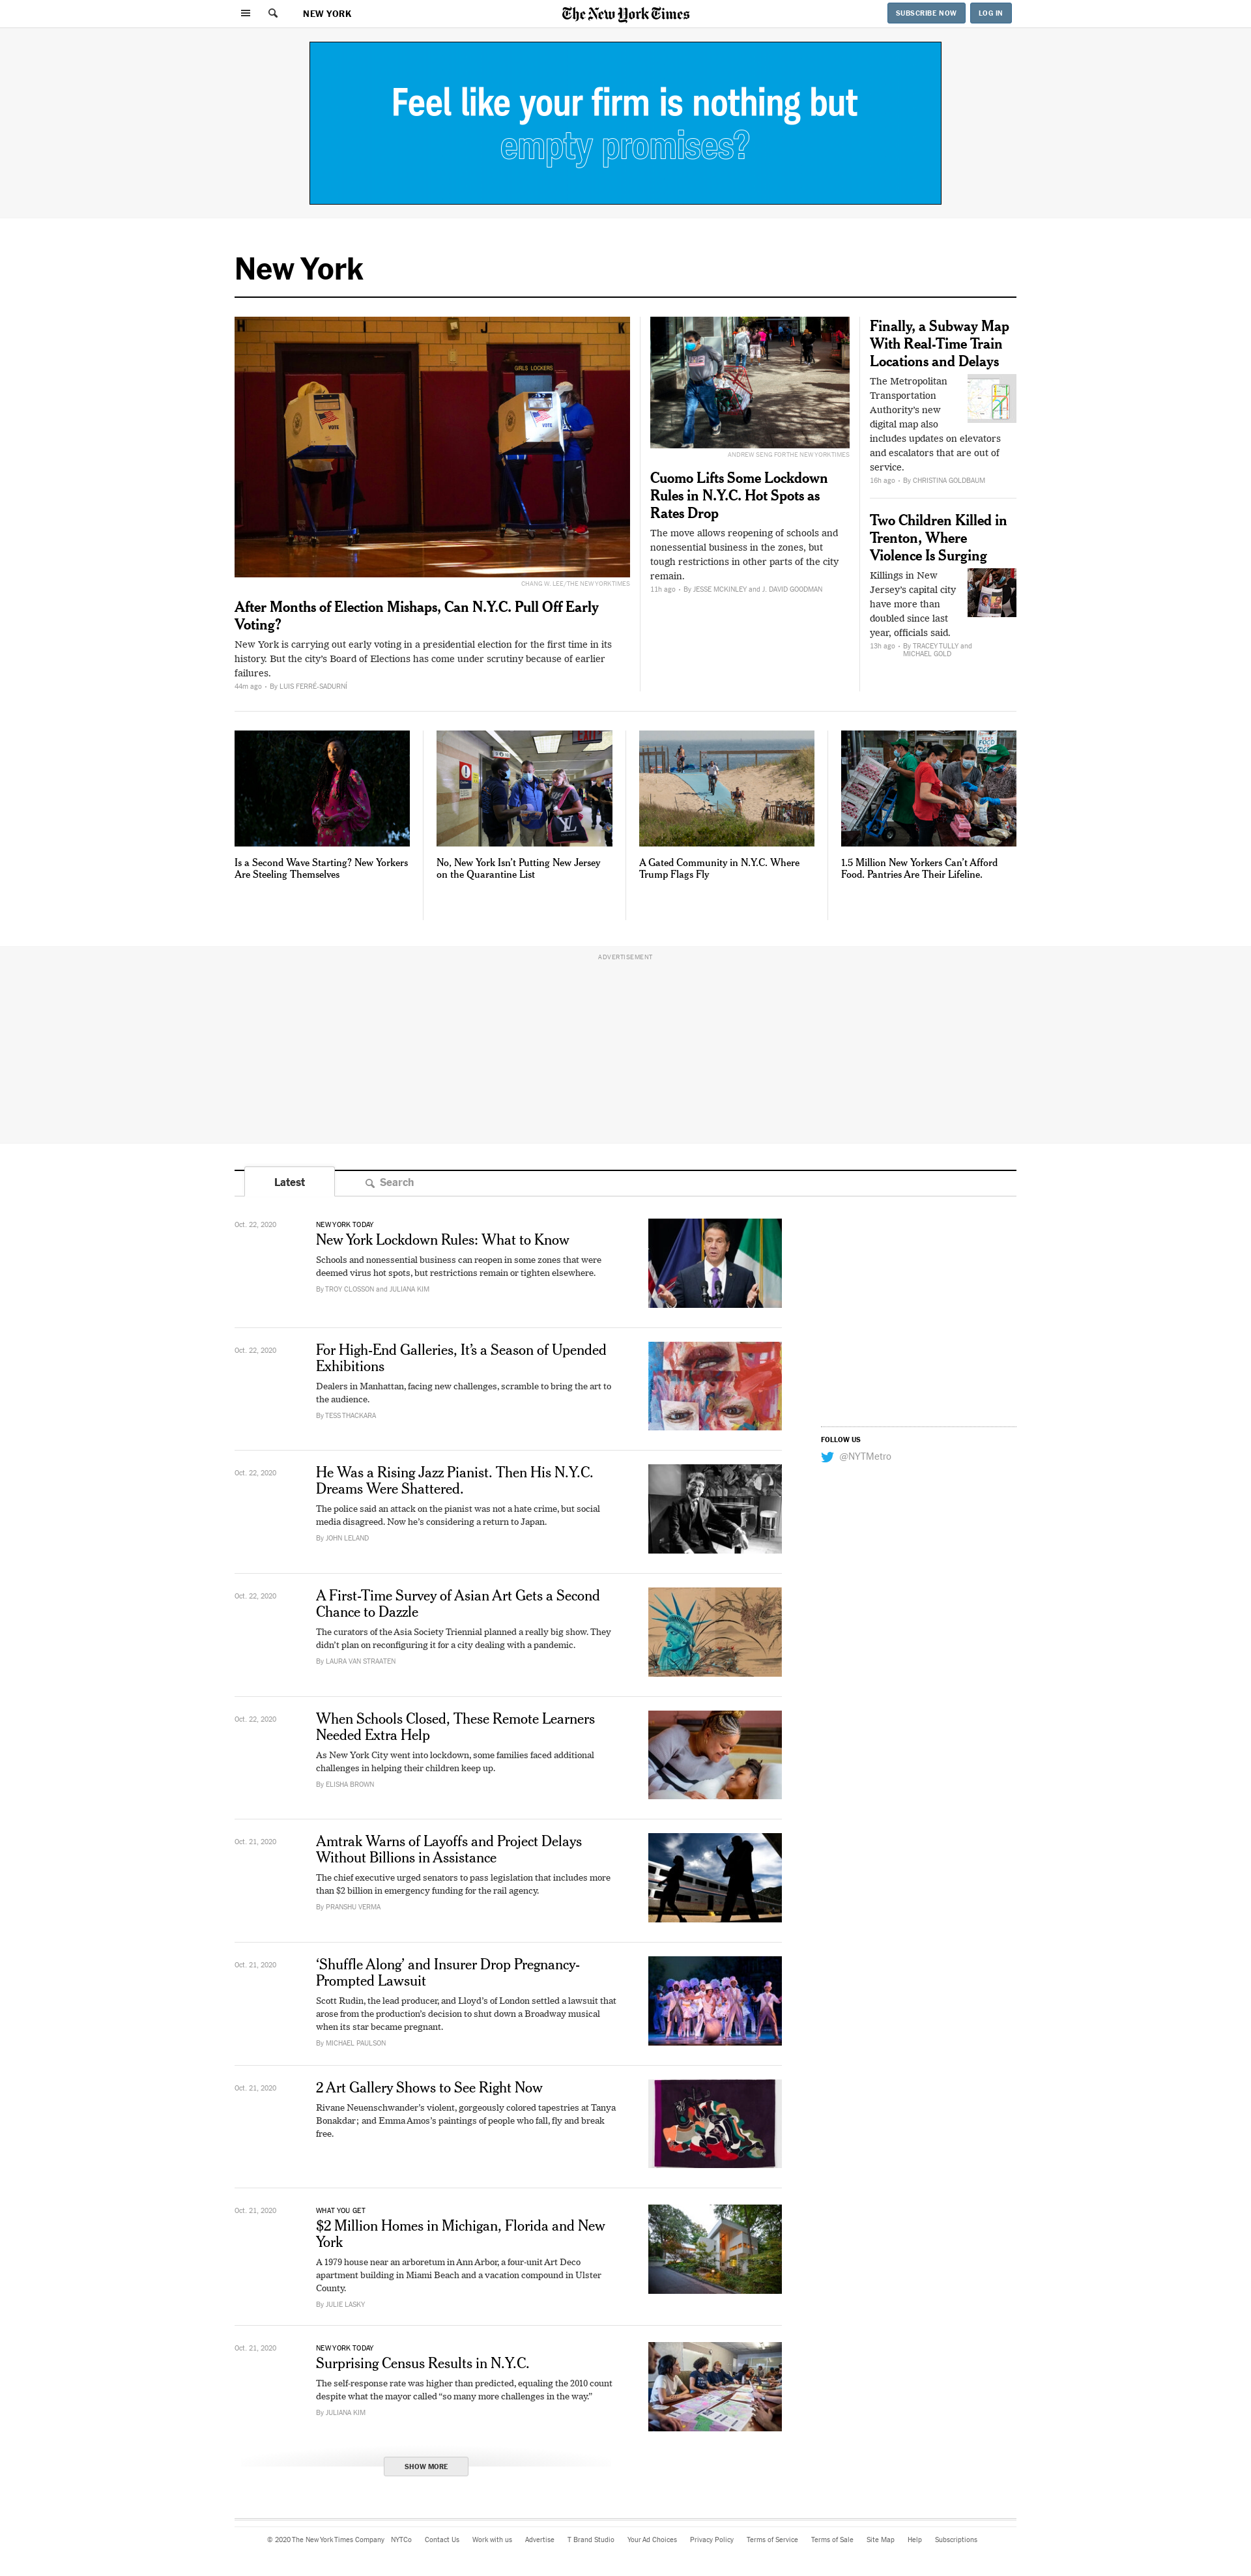 NEW YORK
The New York Times
SUBSCRIBE NOW
LOG IN
Feel like your firm is nothing but
empty promises?
New York
H I J K
GIRLS LOCKERS
VOTE
VOTE
CHANG W. LEE/THE NEW YORK TIMES
After Months of Election Mishaps, Can N.Y.C. Pull Off Early
Voting?
New York is carrying out early voting in a presidential election for the first time in its
history. But the city's Board of Elections has come under scrutiny because of earlier
failures.
44m ago • By LUIS FERRÉ-SADURNÍ
ANDREW SENG FOR THE NEW YORK TIMES
Cuomo Lifts Some Lockdown
Rules in N.Y.C. Hot Spots as
Rates Drop
The move allows reopening of schools and
nonessential business in the zones, but
tough restrictions in other parts of the city
remain.
11h ago • By JESSE MCKINLEY and J. DAVID GOODMAN
Finally, a Subway Map
With Real-Time Train
Locations and Delays
The Metropolitan
Transportation
Authority's new
digital map also
includes updates on elevators
and escalators that are out of
service.
16h ago • By CHRISTINA GOLDBAUM
Two Children Killed in
Trenton, Where
Violence Is Surging
Killings in New
Jersey's capital city
have more than
doubled since last
year, officials said.
13h ago • By TRACEY TULLY and
MICHAEL GOLD
Is a Second Wave Starting? New Yorkers
Are Steeling Themselves
No, New York Isn't Putting New Jersey
on the Quarantine List
A Gated Community in N.Y.C. Where
Trump Flags Fly
1.5 Million New Yorkers Can't Afford
Food. Pantries Are Their Lifeline.
ADVERTISEMENT
Latest
Search
Oct. 22, 2020
NEW YORK TODAY
New York Lockdown Rules: What to Know
Schools and nonessential business can reopen in some zones that were
deemed virus hot spots, but restrictions remain or tighten elsewhere.
By TROY CLOSSON and JULIANA KIM
Oct. 22, 2020
For High-End Galleries, It's a Season of Upended
Exhibitions
Dealers in Manhattan, facing new challenges, scramble to bring the art to
the audience.
By TESS THACKARA
FOLLOW US
@NYTMetro
Oct. 22, 2020
He Was a Rising Jazz Pianist. Then His N.Y.C.
Dreams Were Shattered.
The police said an attack on the pianist was not a hate crime, but social
media disagreed. Now he's considering a return to Japan.
By JOHN LELAND
Oct. 22, 2020
A First-Time Survey of Asian Art Gets a Second
Chance to Dazzle
The curators of the Asia Society Triennial planned a really big show. They
didn't plan on reconfiguring it for a city dealing with a pandemic.
By LAURA VAN STRAATEN
Oct. 22, 2020
When Schools Closed, These Remote Learners
Needed Extra Help
As New York City went into lockdown, some families faced additional
challenges in helping their children keep up.
By ELISHA BROWN
Oct. 21, 2020
Amtrak Warns of Layoffs and Project Delays
Without Billions in Assistance
The chief executive urged senators to pass legislation that includes more
than $2 billion in emergency funding for the rail agency.
By PRANSHU VERMA
Oct. 21, 2020
‘Shuffle Along’ and Insurer Drop Pregnancy-
Prompted Lawsuit
Scott Rudin, the lead producer, and Lloyd's of London settled a lawsuit that
arose from the production's decision to shut down a Broadway musical
when its star became pregnant.
By MICHAEL PAULSON
Oct. 21, 2020
2 Art Gallery Shows to See Right Now
Rivane Neuenschwander's violent, gorgeously colored tapestries at Tanya
Bonakdar; and Emma Amos's paintings of people who fall, fly and break
free.
Oct. 21, 2020
WHAT YOU GET
$2 Million Homes in Michigan, Florida and New
York
A 1979 house near an arboretum in Ann Arbor, a four-unit Art Deco
apartment building in Miami Beach and a vacation compound in Ulster
County.
By JULIE LASKY
Oct. 21, 2020
NEW YORK TODAY
Surprising Census Results in N.Y.C.
The self-response rate was higher than predicted, equaling the 2010 count
despite what the mayor called “so many more challenges in the way.”
By JULIANA KIM
SHOW MORE
© 2020 The New York Times Company NYTCo Contact Us Work with us Advertise T Brand Studio Your Ad Choices Privacy Policy Terms of Service Terms of Sale Site Map Help Subscriptions